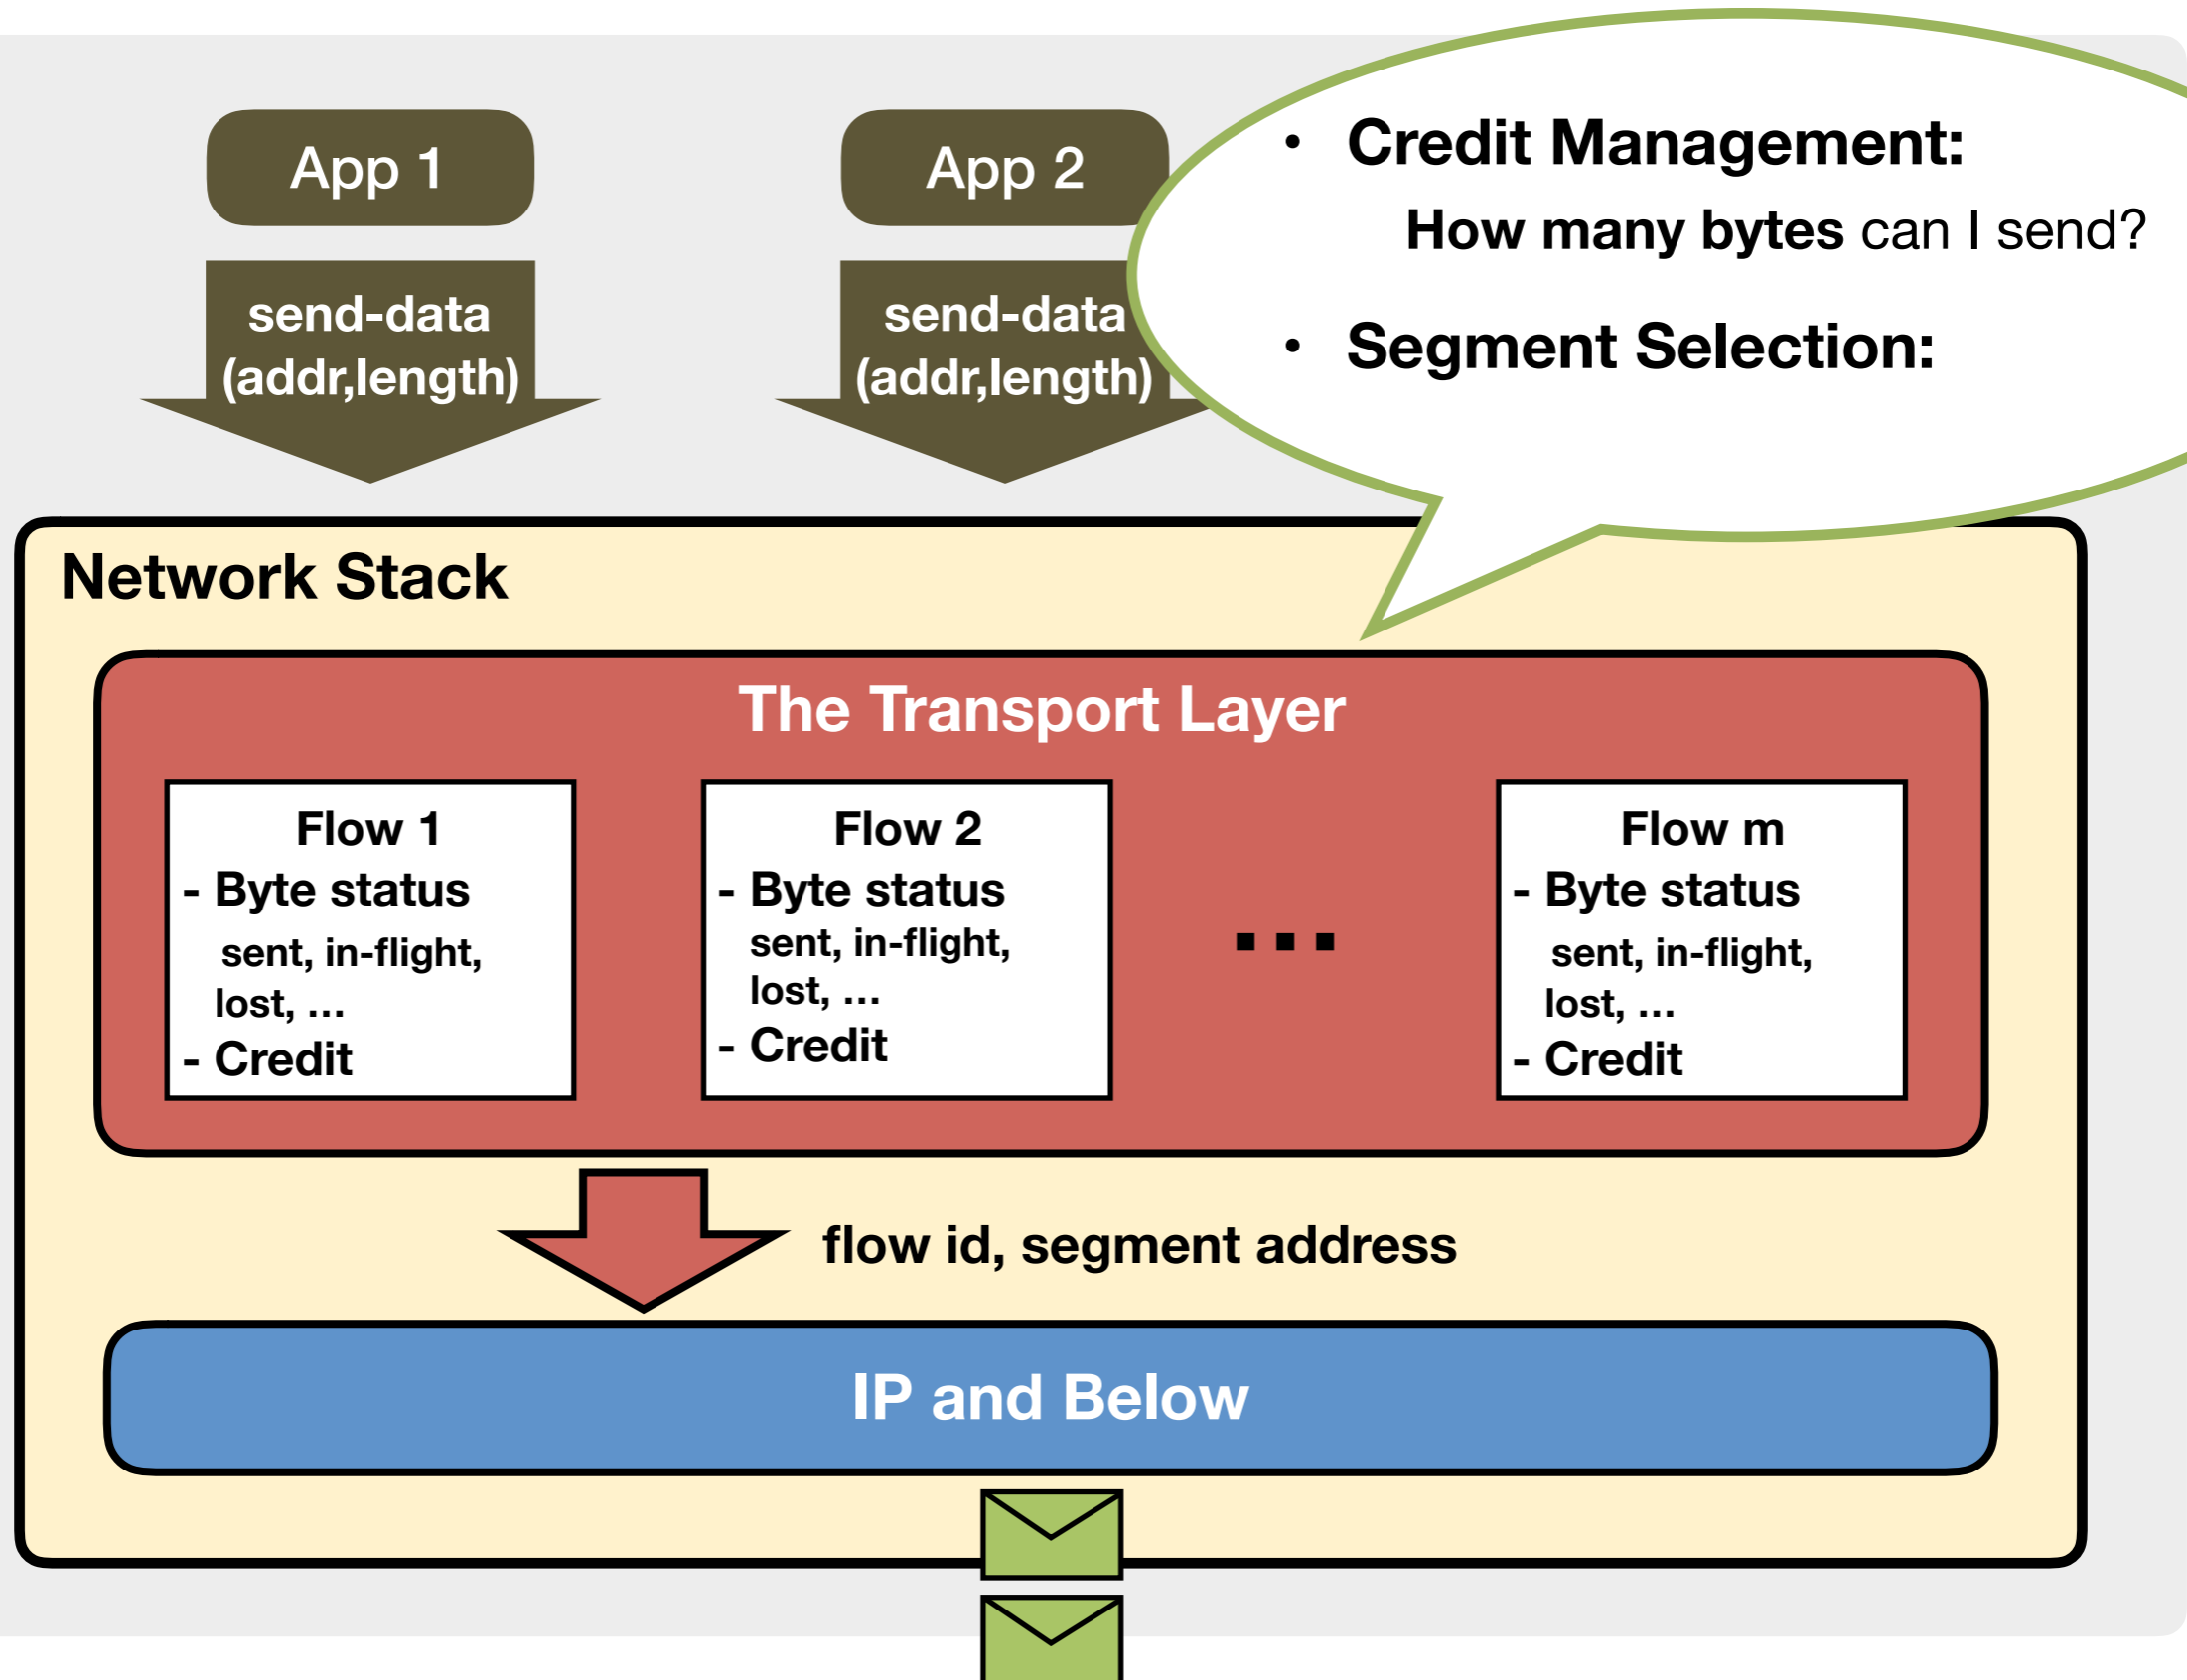 App 1
App 2
send-data
(addr,length)
send-data
(addr,length)
• Credit Management:
How many bytes can I send?
• Segment Selection:
Network Stack
The Transport Layer
Flow 1
- Byte status
sent, in-flight,
lost, ...
- Credit
Flow 2
- Byte status
sent, in-flight,
lost, ...
- Credit
...
Flow m
- Byte status
sent, in-flight,
lost, ...
- Credit
flow id, segment address
IP and Below